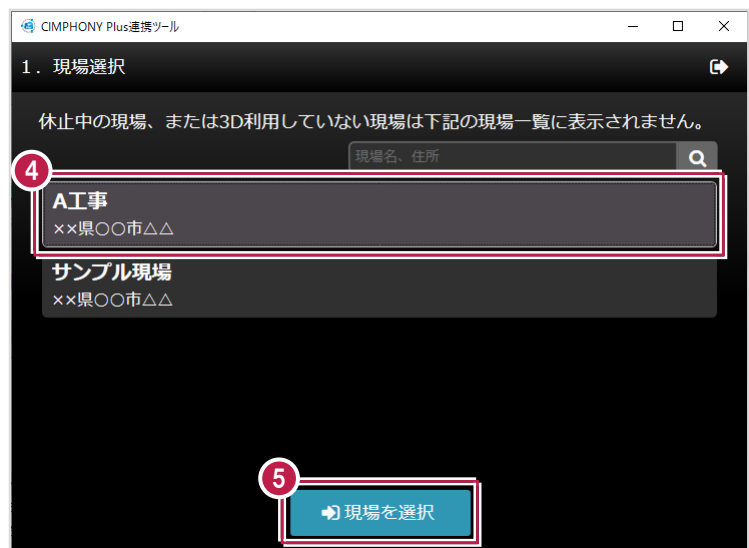 CIMPHONY Plus連携ツール
1．現場選択
休止中の現場、または3D利用していない現場は下記の現場一覧に表示されません。
現場名、住所
4
A工事
××県○○市△△
サンプル現場
××県○○市△△
5
現場を選択